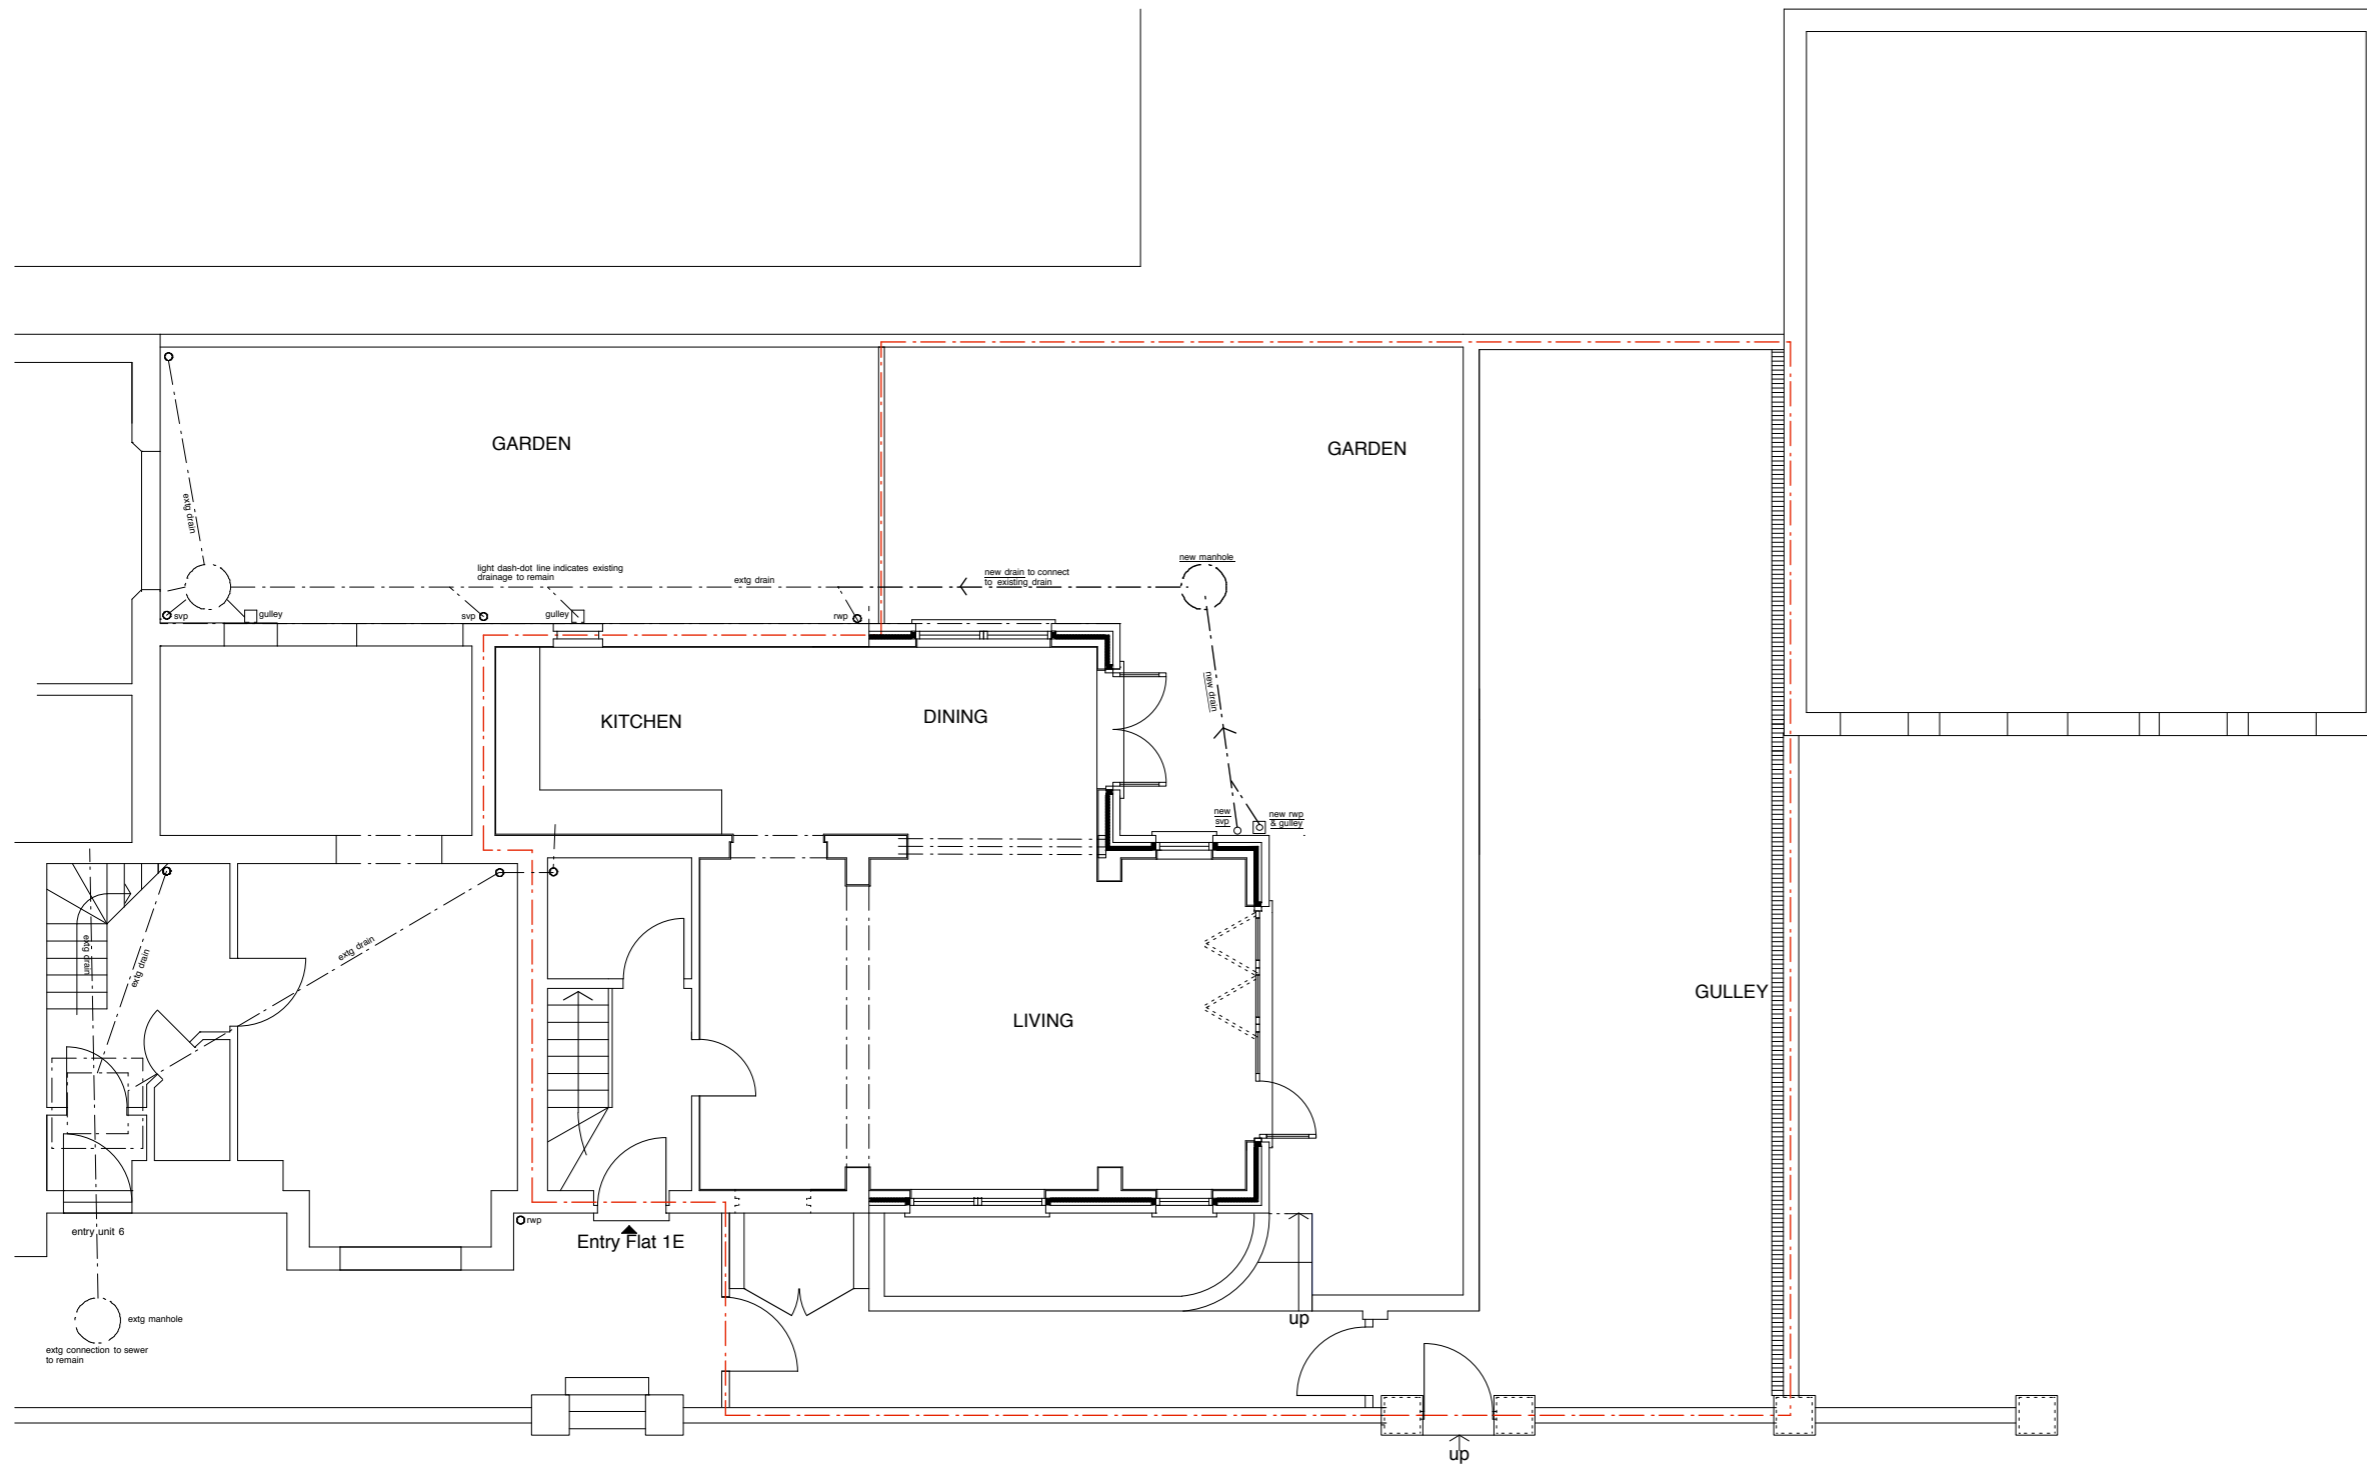 GARDEN
GARDEN
extg drain
light dash-dot line indicates existing
drainage to remain
extg drain
new drain to connect
to existing drain
new manhole
svp
gulley
svp
gulley
rwp
new drain
KITCHEN
DINING
new
svp
new rwp
& gulley
extg drain
extg drain
extg drain
GULLEY
LIVING
entry unit 6
rwp
Entry Flat 1E
extg manhole
up
extg connection to sewer
to remain
up